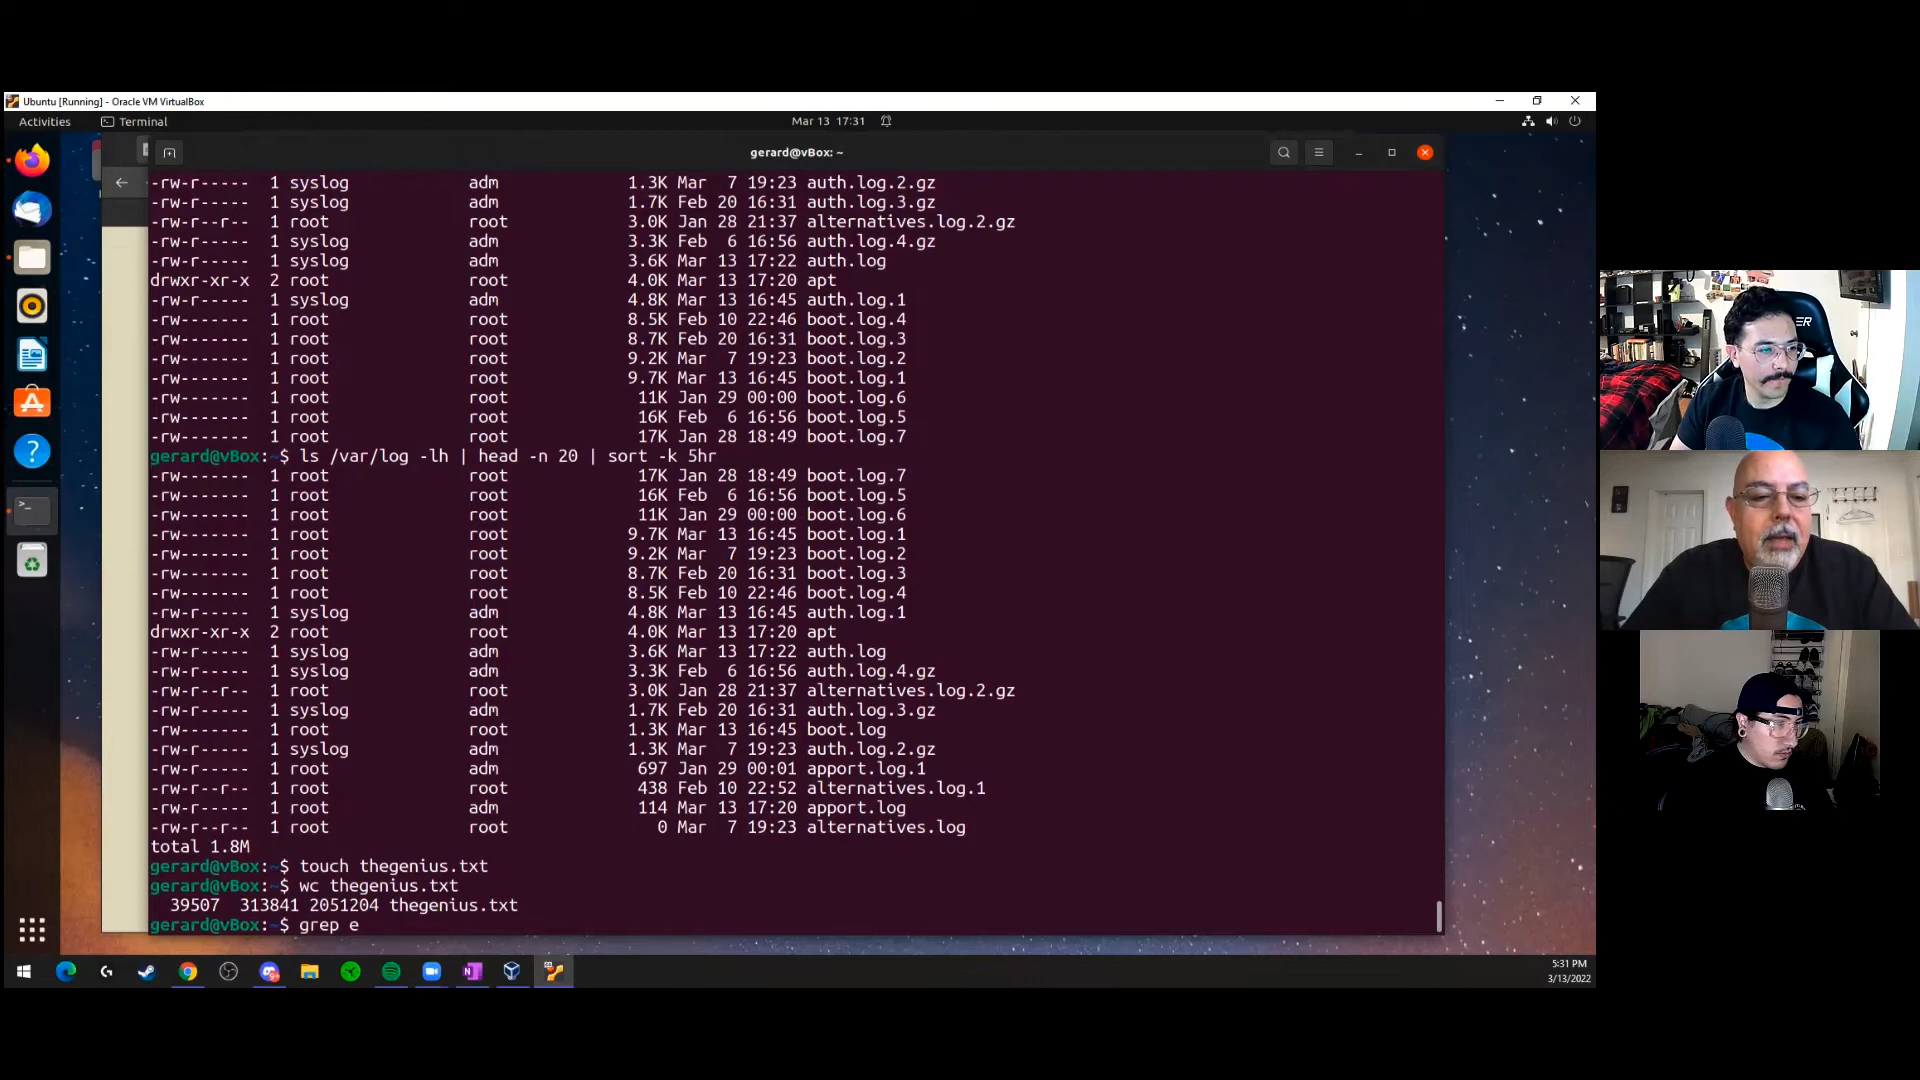 Ubuntu [Running] - Oracle VM VirtualBox
Activities Terminal Mar 13 17:31
gerard@vBox: ~
-rw-r----- 1 syslog adm 1.3K Mar 7 19:23 auth.log.2.gz
-rw-r----- 1 syslog adm 1.7K Feb 20 16:31 auth.log.3.gz
-rw-r--r-- 1 root root 3.0K Jan 28 21:37 alternatives.log.2.gz
-rw-r----- 1 syslog adm 3.3K Feb 6 16:56 auth.log.4.gz
-rw-r----- 1 syslog adm 3.6K Mar 13 17:22 auth.log
drwxr-xr-x 2 root root 4.0K Mar 13 17:20 apt
-rw-r----- 1 syslog adm 4.8K Mar 13 16:45 auth.log.1
-rw------- 1 root root 8.5K Feb 10 22:46 boot.log.4
-rw------- 1 root root 8.7K Feb 20 16:31 boot.log.3
-rw------- 1 root root 9.2K Mar 7 19:23 boot.log.2
-rw------- 1 root root 9.7K Mar 13 16:45 boot.log.1
-rw------- 1 root root 11K Jan 29 00:00 boot.log.6
-rw------- 1 root root 16K Feb 6 16:56 boot.log.5
-rw------- 1 root root 17K Jan 28 18:49 boot.log.7
gerard@vBox:~$ ls /var/log -lh | head -n 20 | sort -k 5hr
-rw------- 1 root root 17K Jan 28 18:49 boot.log.7
-rw------- 1 root root 16K Feb 6 16:56 boot.log.5
-rw------- 1 root root 11K Jan 29 00:00 boot.log.6
-rw------- 1 root root 9.7K Mar 13 16:45 boot.log.1
-rw------- 1 root root 9.2K Mar 7 19:23 boot.log.2
-rw------- 1 root root 8.7K Feb 20 16:31 boot.log.3
-rw------- 1 root root 8.5K Feb 10 22:46 boot.log.4
-rw-r----- 1 syslog adm 4.8K Mar 13 16:45 auth.log.1
drwxr-xr-x 2 root root 4.0K Mar 13 17:20 apt
-rw-r----- 1 syslog adm 3.6K Mar 13 17:22 auth.log
-rw-r----- 1 syslog adm 3.3K Feb 6 16:56 auth.log.4.gz
-rw-r--r-- 1 root root 3.0K Jan 28 21:37 alternatives.log.2.gz
-rw-r----- 1 syslog adm 1.7K Feb 20 16:31 auth.log.3.gz
-rw------- 1 root root 1.3K Mar 13 16:45 boot.log
-rw-r----- 1 syslog adm 1.3K Mar 7 19:23 auth.log.2.gz
-rw-r----- 1 root adm 697 Jan 29 00:01 apport.log.1
-rw-r--r-- 1 root root 438 Feb 10 22:52 alternatives.log.1
-rw-r----- 1 root adm 114 Mar 13 17:20 apport.log
-rw-r--r-- 1 root root 0 Mar 7 19:23 alternatives.log
total 1.8M
gerard@vBox:~$ touch thegenius.txt
gerard@vBox:~$ wc thegenius.txt
39507 313841 2051204 thegenius.txt
gerard@vBox:~$ grep e
5:31 PM
3/13/2022